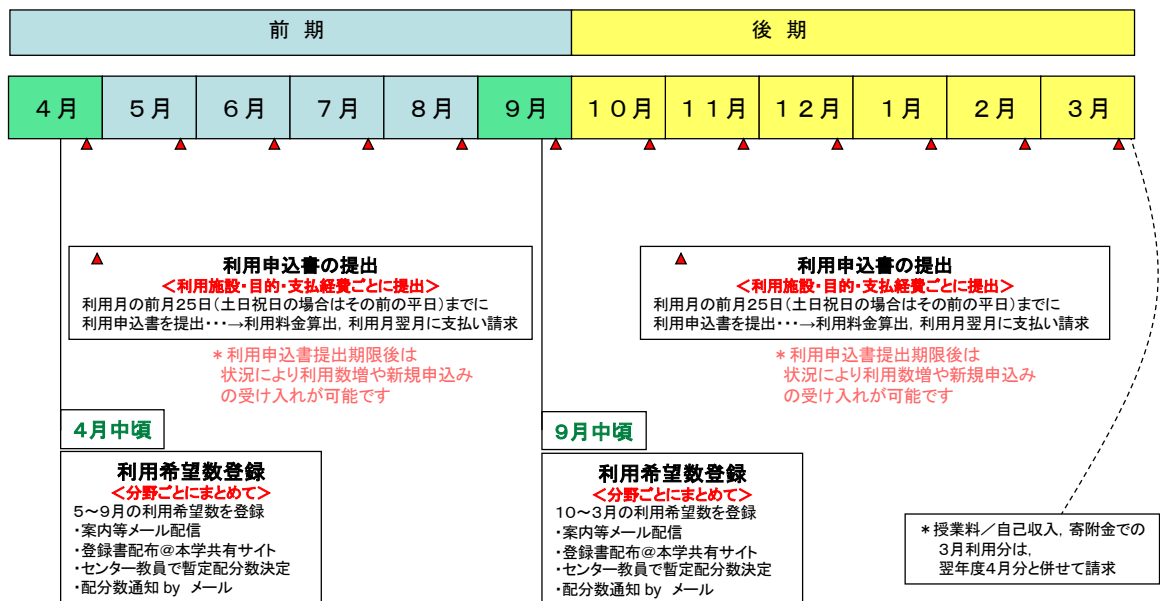 前 期
後 期
4月
5月
6月
7月
8月
9月
10月
11月
12月
1月
2月
3月
利用申込書の提出
<利用施設・目的・支払経費ごとに提出>
利用月の前月25日(土日祝日の場合はその前の平日)までに
利用申込書を提出・・・→利用料金算出, 利用月翌月に支払い請求
*利用申込書提出期限後は
状況により利用数増や新規申込み
の受け入れが可能です
利用申込書の提出
<利用施設・目的・支払経費ごとに提出>
利用月の前月25日(土日祝日の場合はその前の平日)までに
利用申込書を提出・・・→利用料金算出, 利用月翌月に支払い請求
*利用申込書提出期限後は
状況により利用数増や新規申込み
の受け入れが可能です
4月中頃
利用希望数登録
<分野ごとにまとめて>
5~9月の利用希望数を登録
・案内等メール配信
・登録書配布@本学共有サイト
・センター教員で暫定配分数決定
・配分数通知 by メール
9月中頃
利用希望数登録
<分野ごとにまとめて>
10~3月の利用希望数を登録
・案内等メール配信
・登録書配布@本学共有サイト
・センター教員で暫定配分数決定
・配分数通知 by メール
*授業料/自己収入, 寄附金での
3月利用分は,
翌年度4月分と併せて請求